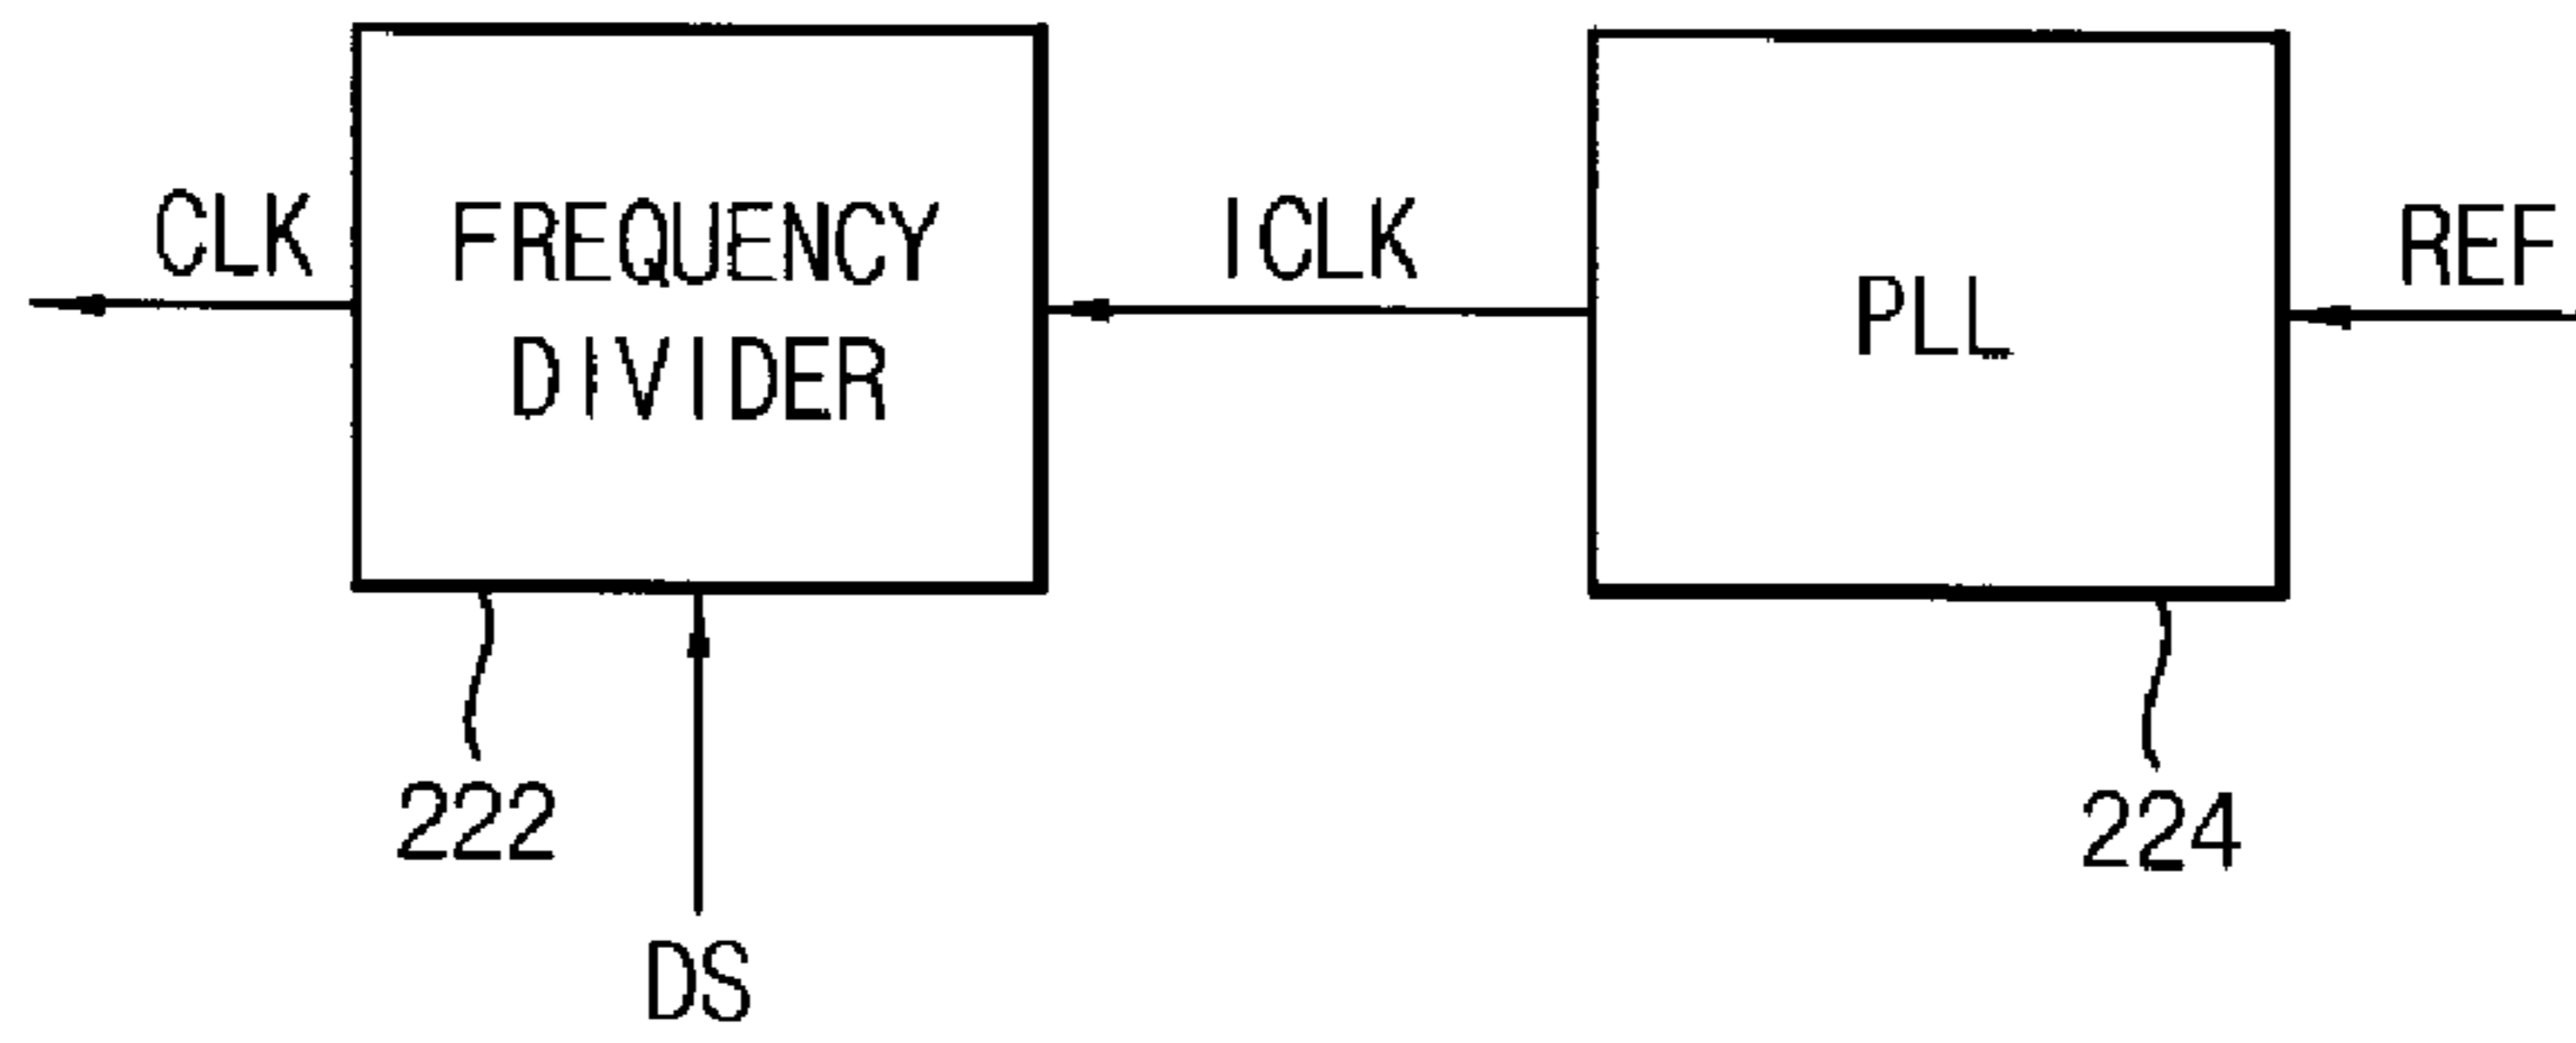 CLK
FREQUENCY
DIVIDER
ICLK
PLL
REF
222
224
DS